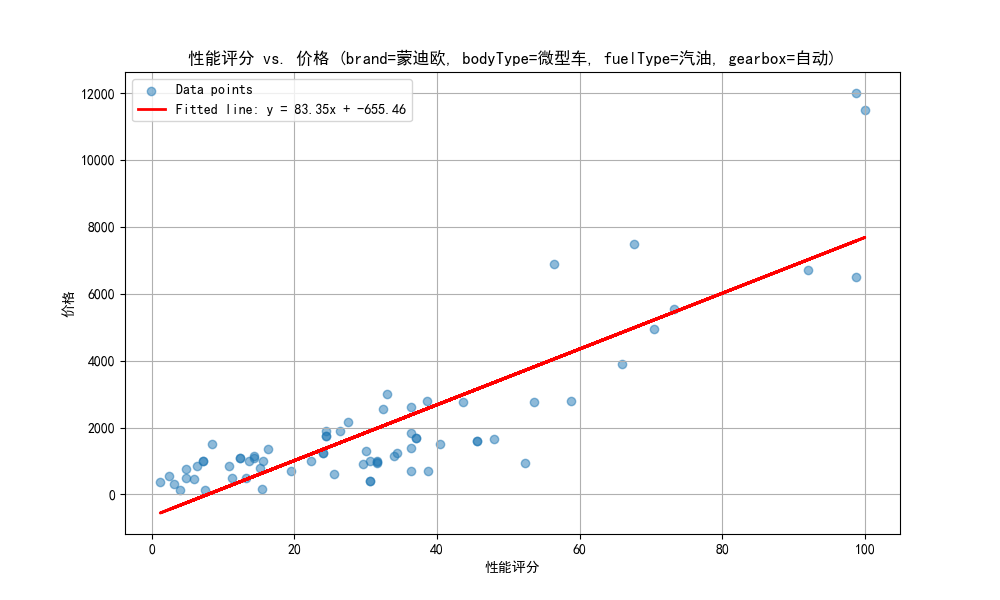 性能评分 vs. 价格 (brand=蒙迪欧, bodyType=微型车, fuelType=汽油, gearbox=自动)
Data points
Fitted line: y = 83.35x + -655.46
12000
10000
8000
6000
4000
2000
0
价格
0 20 40 60 80 100
性能评分